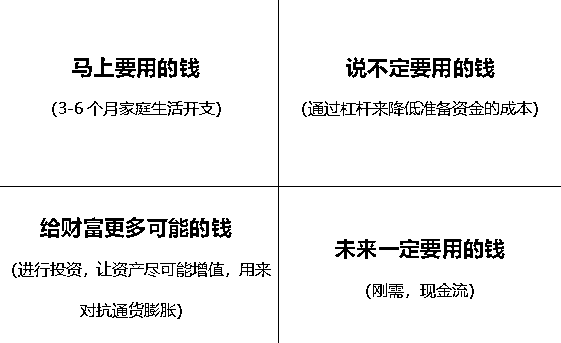 马上要用的钱
(3-6 个月家庭生活开支)
说不定要用的钱
(通过杠杆来降低准备资金的成本)
给财富更多可能的钱
(进行投资，让资产尽可能增值，用来
对抗通货膨胀)
未来一定要用的钱
(刚需，现金流)